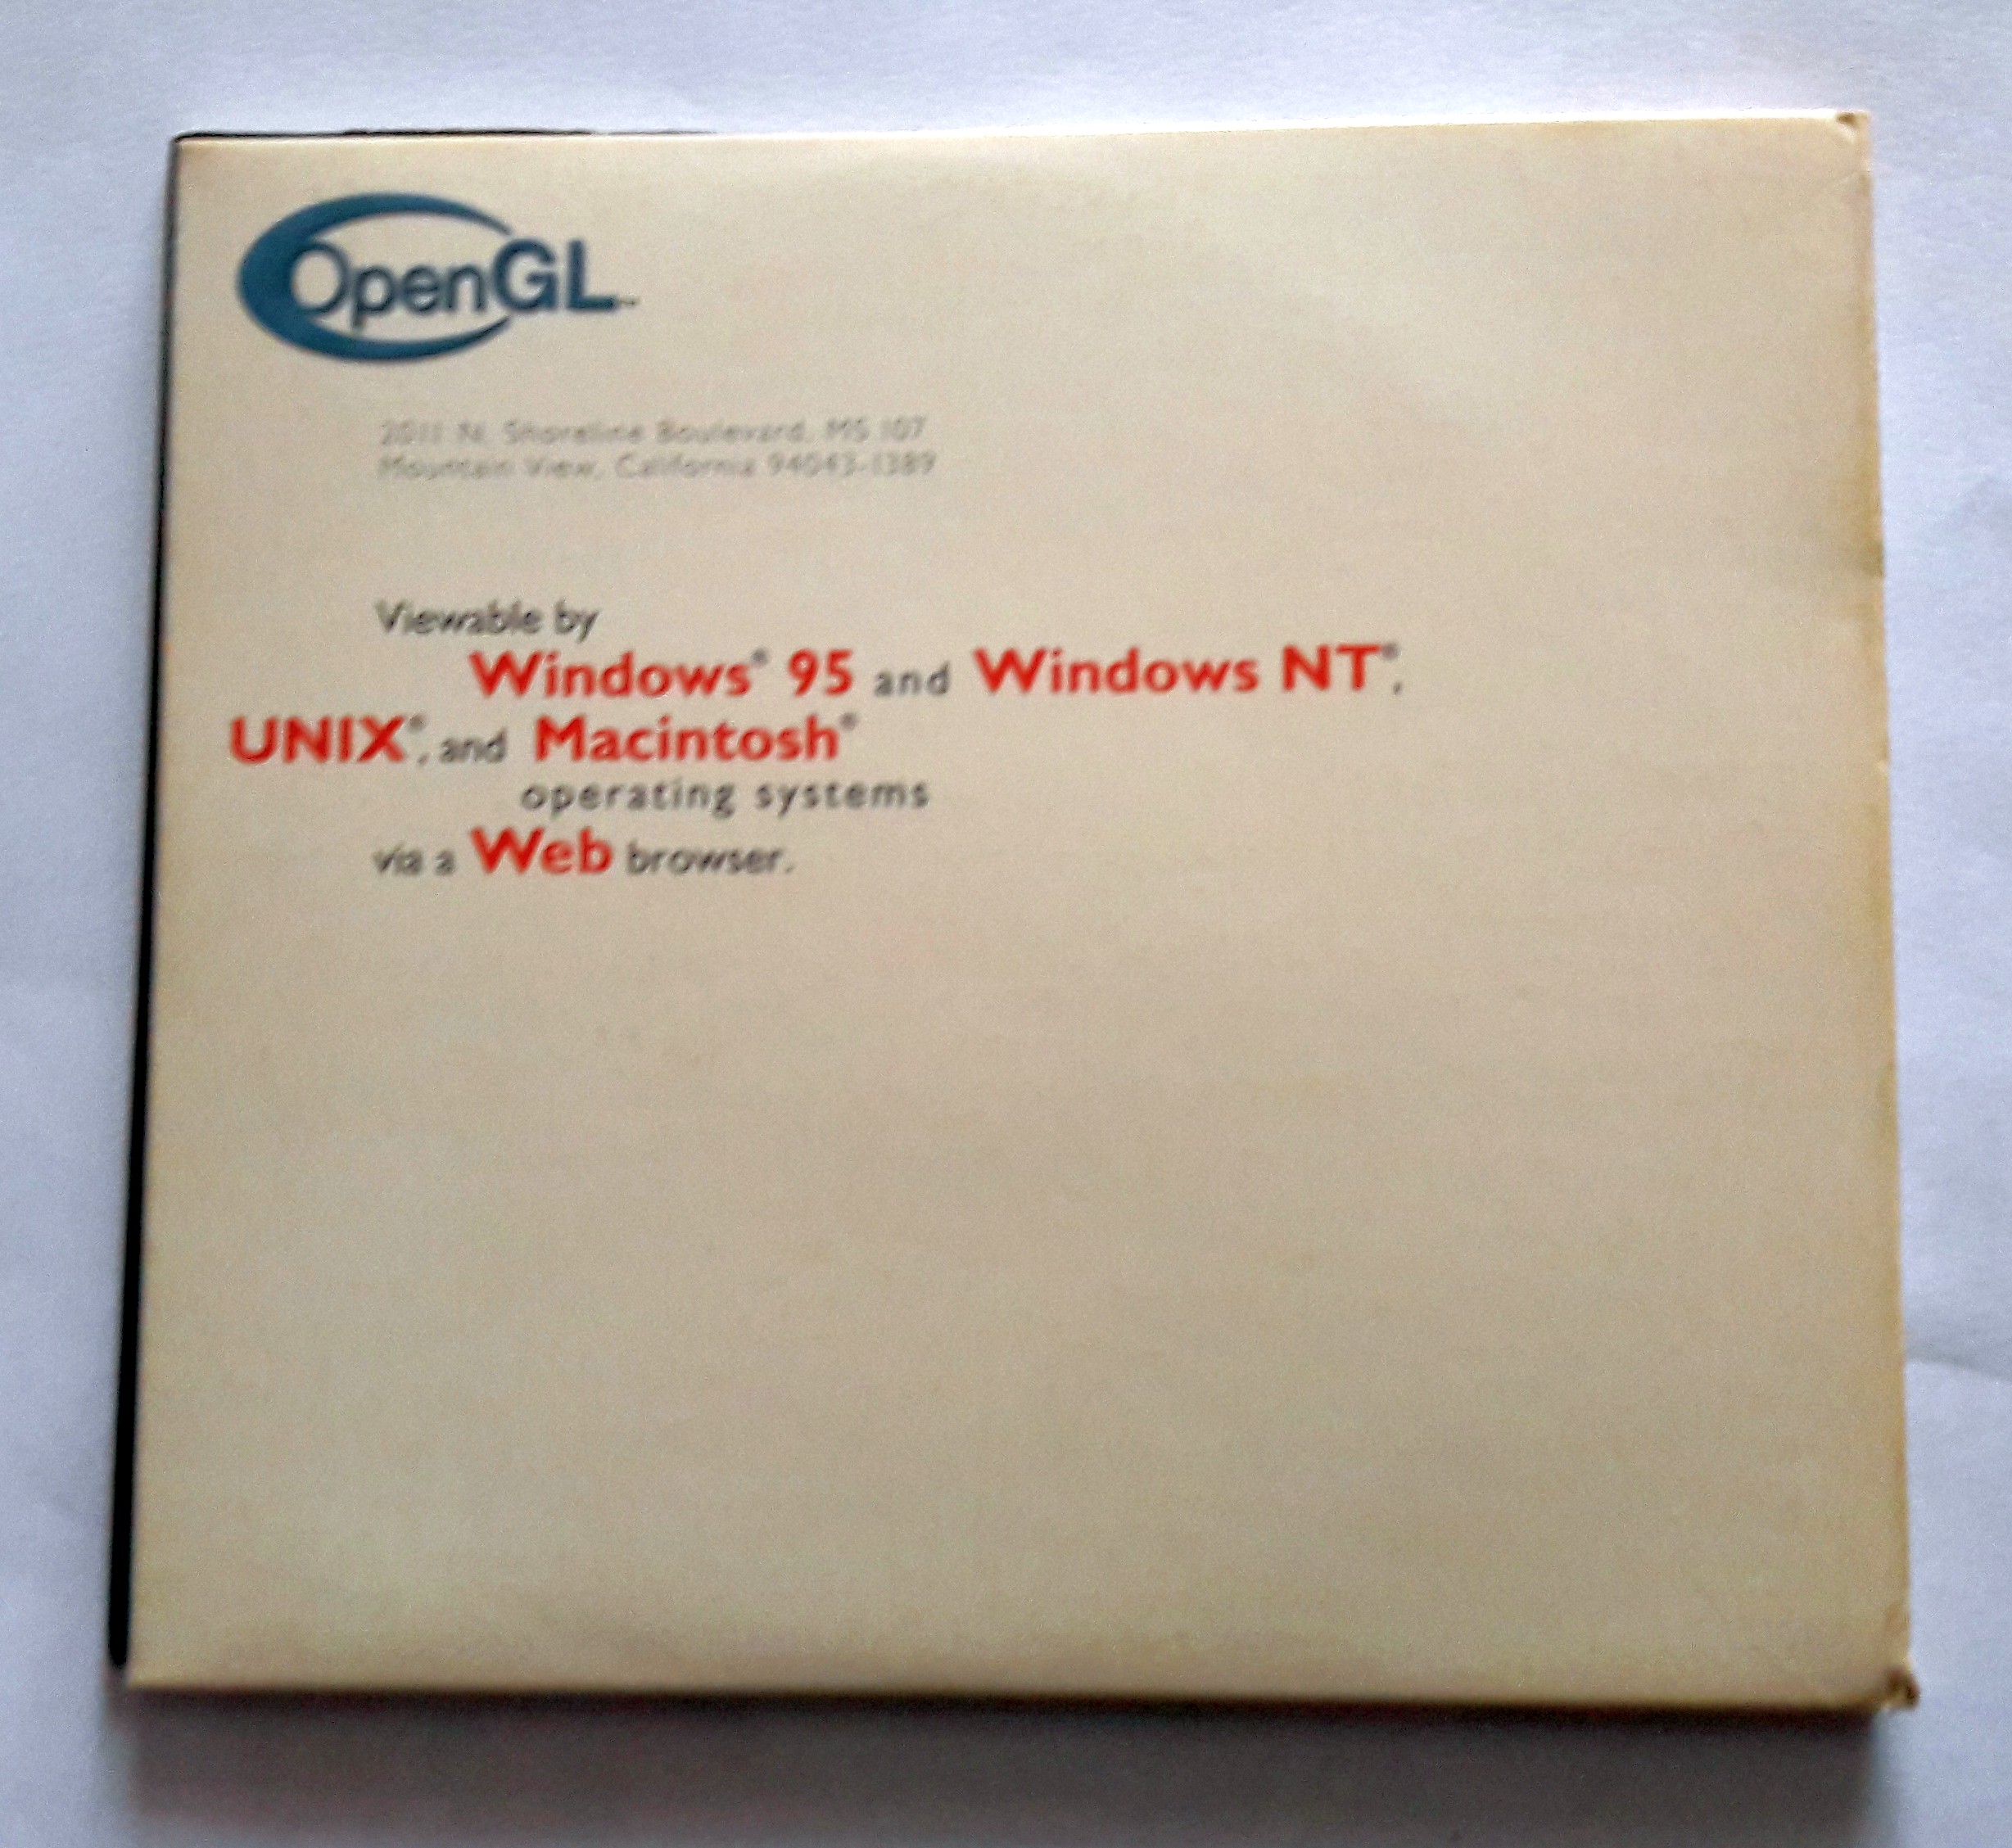 OpenGL™
2011 N. Shoreline Boulevard, MS 107
Mountain View, California 94043-1389
Viewable by
Windows® 95 and Windows NT®,
UNIX®, and Macintosh®
operating systems
via a Web browser.